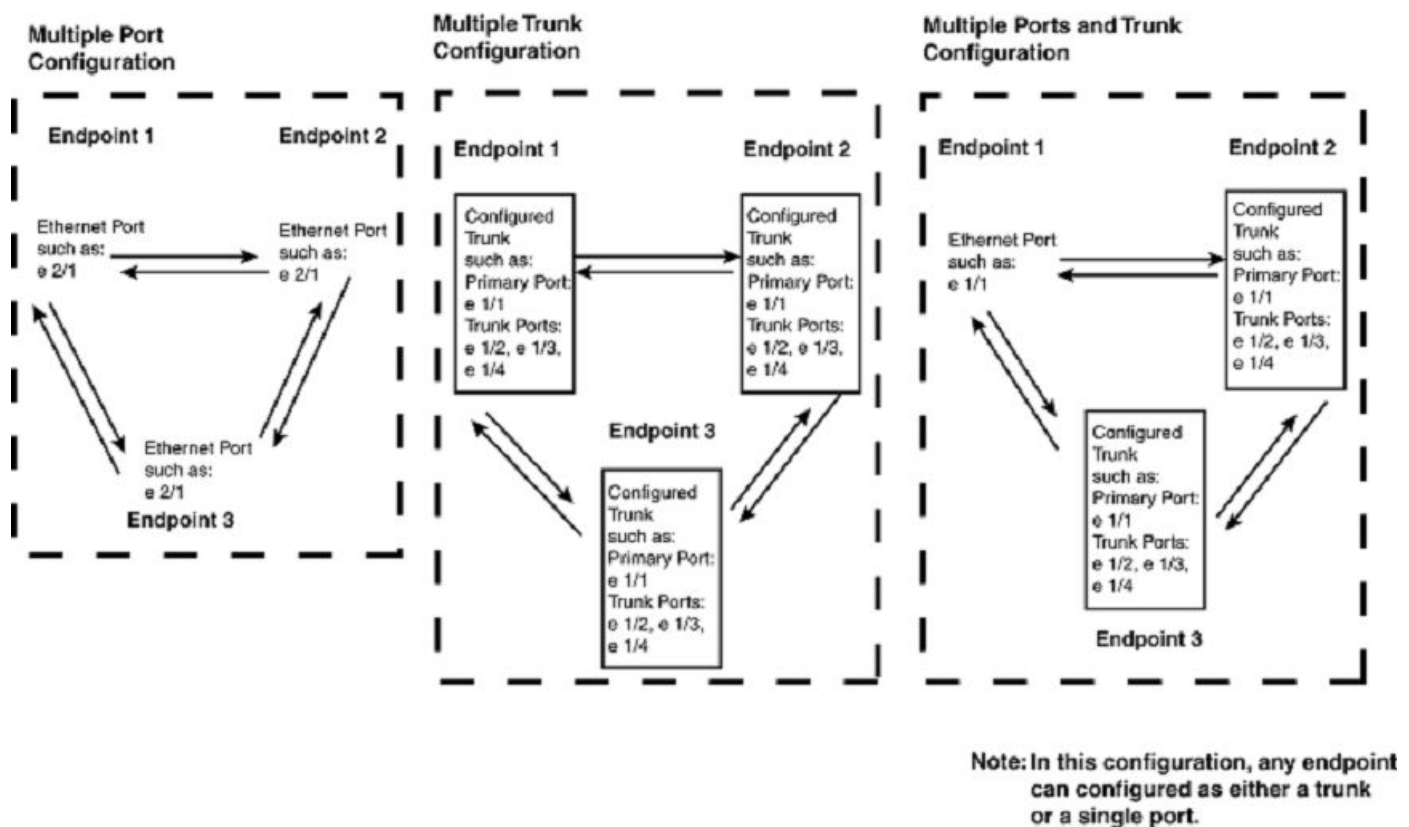 Multiple Port
Configuration
Endpoint 1
Endpoint 2
Ethernet Port
such as:
e 2/1
Ethernet Port
such as:
e 2/1
Ethernet Port
such as:
e 2/1
Endpoint 3
Multiple Trunk
Configuration
Endpoint 1
Endpoint 2
Configured
Trunk
such as:
Primary Port:
e 1/1
Trunk Ports:
e 1/2, e 1/3,
e 1/4
Configured
Trunk
such as:
Primary Port:
e 1/1
Trunk Ports:
e 1/2, e 1/3,
e 1/4
Endpoint 3
Configured
Trunk
such as:
Primary Port:
e 1/1
Trunk Ports:
e 1/2, e 1/3,
e 1/4
Multiple Ports and Trunk
Configuration
Endpoint 1
Endpoint 2
Ethernet Port
such as:
e 1/1
Configured
Trunk
such as:
Primary Port:
e 1/1
Trunk Ports:
e 1/2, e 1/3,
e 1/4
Configured
Trunk
such as:
Primary Port:
e 1/1
Trunk Ports:
e 1/2, e 1/3,
e 1/4
Endpoint 3
Note: In this configuration, any endpoint
can configured as either a trunk
or a single port.